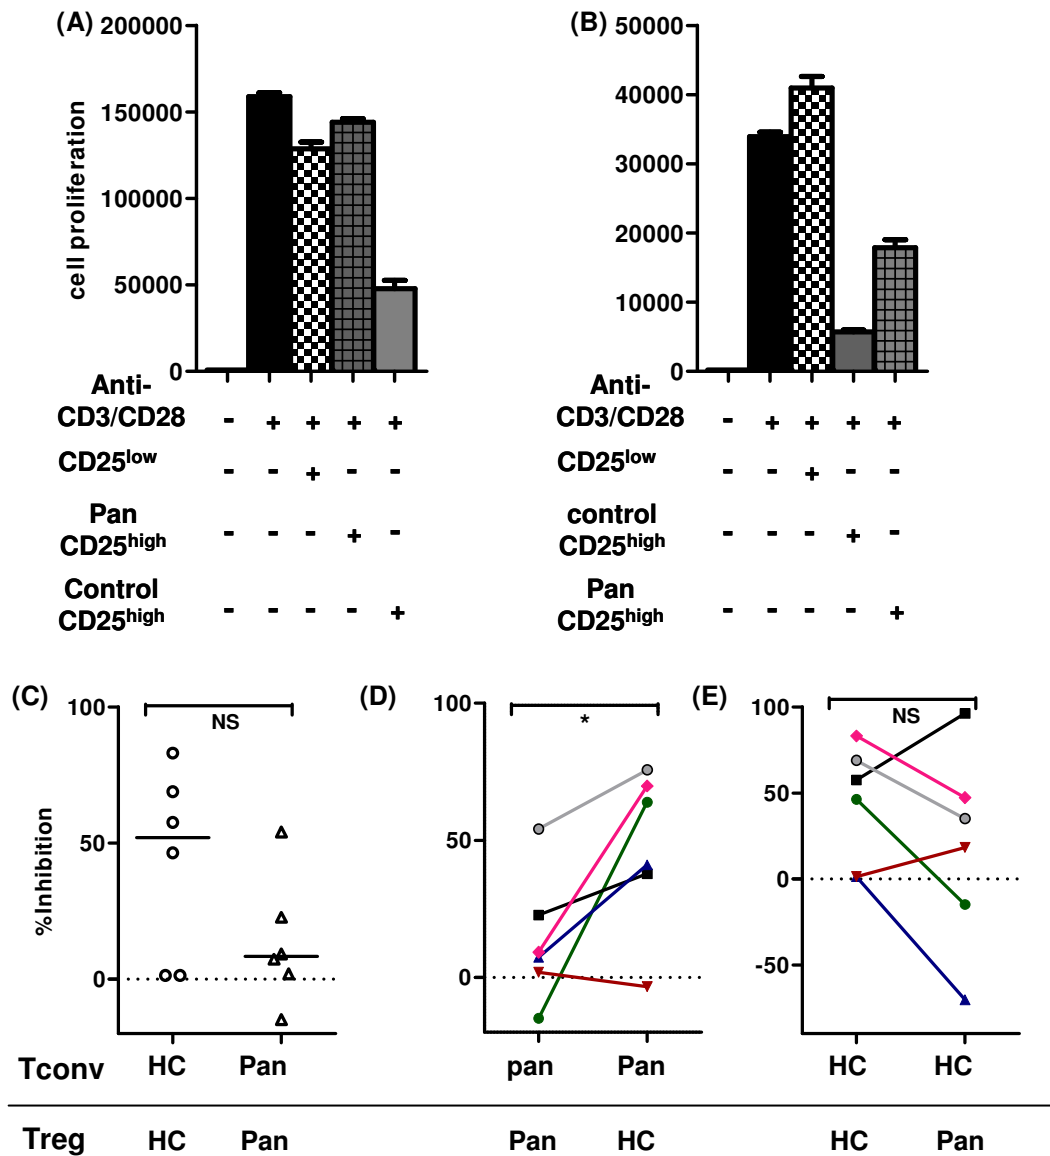 (A)
200000
150000
100000
50000
0
cell proliferation
Anti-
CD3/CD28 - + + + +
CD25low - - + - -
Pan
CD25high - - - + -
Control
CD25high - - - - +
(B)
50000
40000
30000
20000
10000
0
Anti-
CD3/CD28 - + + + +
CD25low - - + - -
control
CD25high - - - + -
Pan
CD25high - - - - +
(C)
100
50
0
%Inhibition
NS
(D)
100
50
0
*
(E)
100
50
0
-50
NS
Tconv HC Pan pan Pan HC HC
Treg HC Pan Pan HC HC Pan